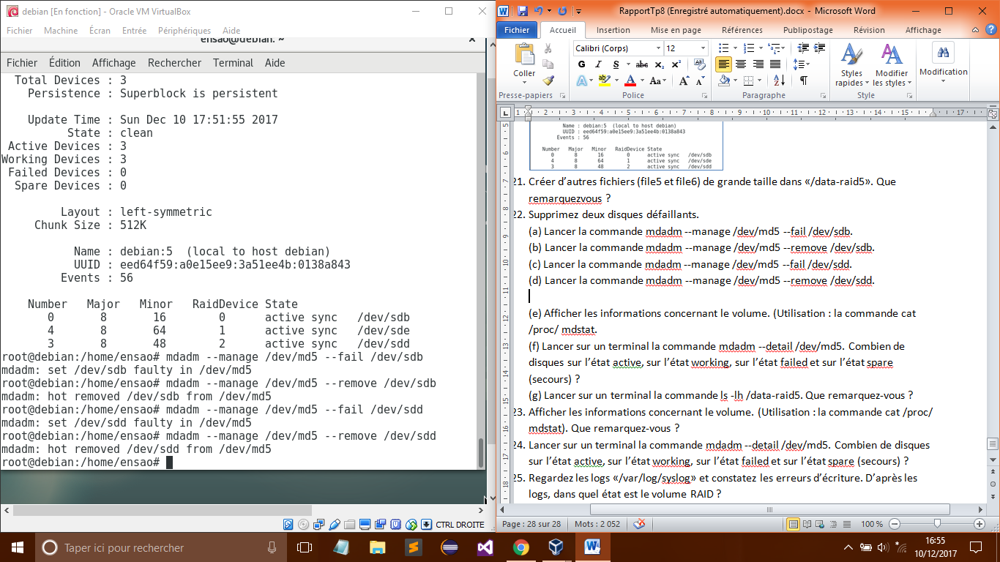 debian [En fonction] - Oracle VM VirtualBox
Fichier Machine Écran Entrée Périphériques Aide
ensao@debian: ~
Fichier Édition Affichage Rechercher Terminal Aide
Total Devices : 3
Persistence : Superblock is persistent
Update Time : Sun Dec 10 17:51:55 2017
State : clean
Active Devices : 3
Working Devices : 3
Failed Devices : 0
Spare Devices : 0
Layout : left-symmetric
Chunk Size : 512K
Name : debian:5 (local to host debian)
UUID : eed64f59:a0e15ee9:3a51ee4b:0138a843
Events : 56
Number Major Minor RaidDevice State
0 8 16 0 active sync /dev/sdb
4 8 64 1 active sync /dev/sde
3 8 48 2 active sync /dev/sdd
root@debian:/home/ensao# mdadm --manage /dev/md5 --fail /dev/sdb
mdadm: set /dev/sdb faulty in /dev/md5
root@debian:/home/ensao# mdadm --manage /dev/md5 --remove /dev/sdb
mdadm: hot removed /dev/sdb from /dev/md5
root@debian:/home/ensao# mdadm --manage /dev/md5 --fail /dev/sdd
mdadm: set /dev/sdd faulty in /dev/md5
root@debian:/home/ensao# mdadm --manage /dev/md5 --remove /dev/sdd
mdadm: hot removed /dev/sdd from /dev/md5
root@debian:/home/ensao#
CTRL DROITE
RapportTp8 (Enregistré automatiquement).docx - Microsoft Word
Fichier Accueil Insertion Mise en page Références Publipostage Révision Affichage
Calibri (Corps) 12
Coller
G I S abc x₂ x²
Styles rapides
Modifier les styles
Modification
Presse-papiers Police Paragraphe Style
1 2 3 4 5 6 7 8 9 10 11 12 13 14 15 17
Name : debian:5 (local to host debian)
UUID : eed64f59:a0e15ee9:3a51ee4b:0138a843
Events : 56
Number Major Minor RaidDevice State
0 8 16 0 active sync /dev/sdb
4 8 64 1 active sync /dev/sde
3 8 48 2 active sync /dev/sdd
21. Créer d’autres fichiers (file5 et file6) de grande taille dans «/data-raid5». Que
remarquezvous ?
22. Supprimez deux disques défaillants.
(a) Lancer la commande mdadm --manage /dev/md5 --fail /dev/sdb.
(b) Lancer la commande mdadm --manage /dev/md5 --remove /dev/sdb.
(c) Lancer la commande mdadm --manage /dev/md5 --fail /dev/sdd.
(d) Lancer la commande mdadm --manage /dev/md5 --remove /dev/sdd.
(e) Afficher les informations concernant le volume. (Utilisation : la commande cat
/proc/ mdstat.
(f) Lancer sur un terminal la commande mdadm --detail /dev/md5. Combien de
disques sur l’état active, sur l’état working, sur l’état failed et sur l’état spare
(secours) ?
(g) Lancer sur un terminal la commande ls -lh /data-raid5. Que remarquez-vous ?
23. Afficher les informations concernant le volume. (Utilisation : la commande cat /proc/
mdstat). Que remarquez-vous ?
24. Lancer sur un terminal la commande mdadm --detail /dev/md5. Combien de disques
sur l’état active, sur l’état working, sur l’état failed et sur l’état spare (secours) ?
25. Regardez les logs «/var/log/syslog» et constatez les erreurs d’écriture. D’après les
logs, dans quel état est le volume RAID ?
Page : 28 sur 28 Mots : 2 052 100 %
Taper ici pour rechercher
16:55
10/12/2017